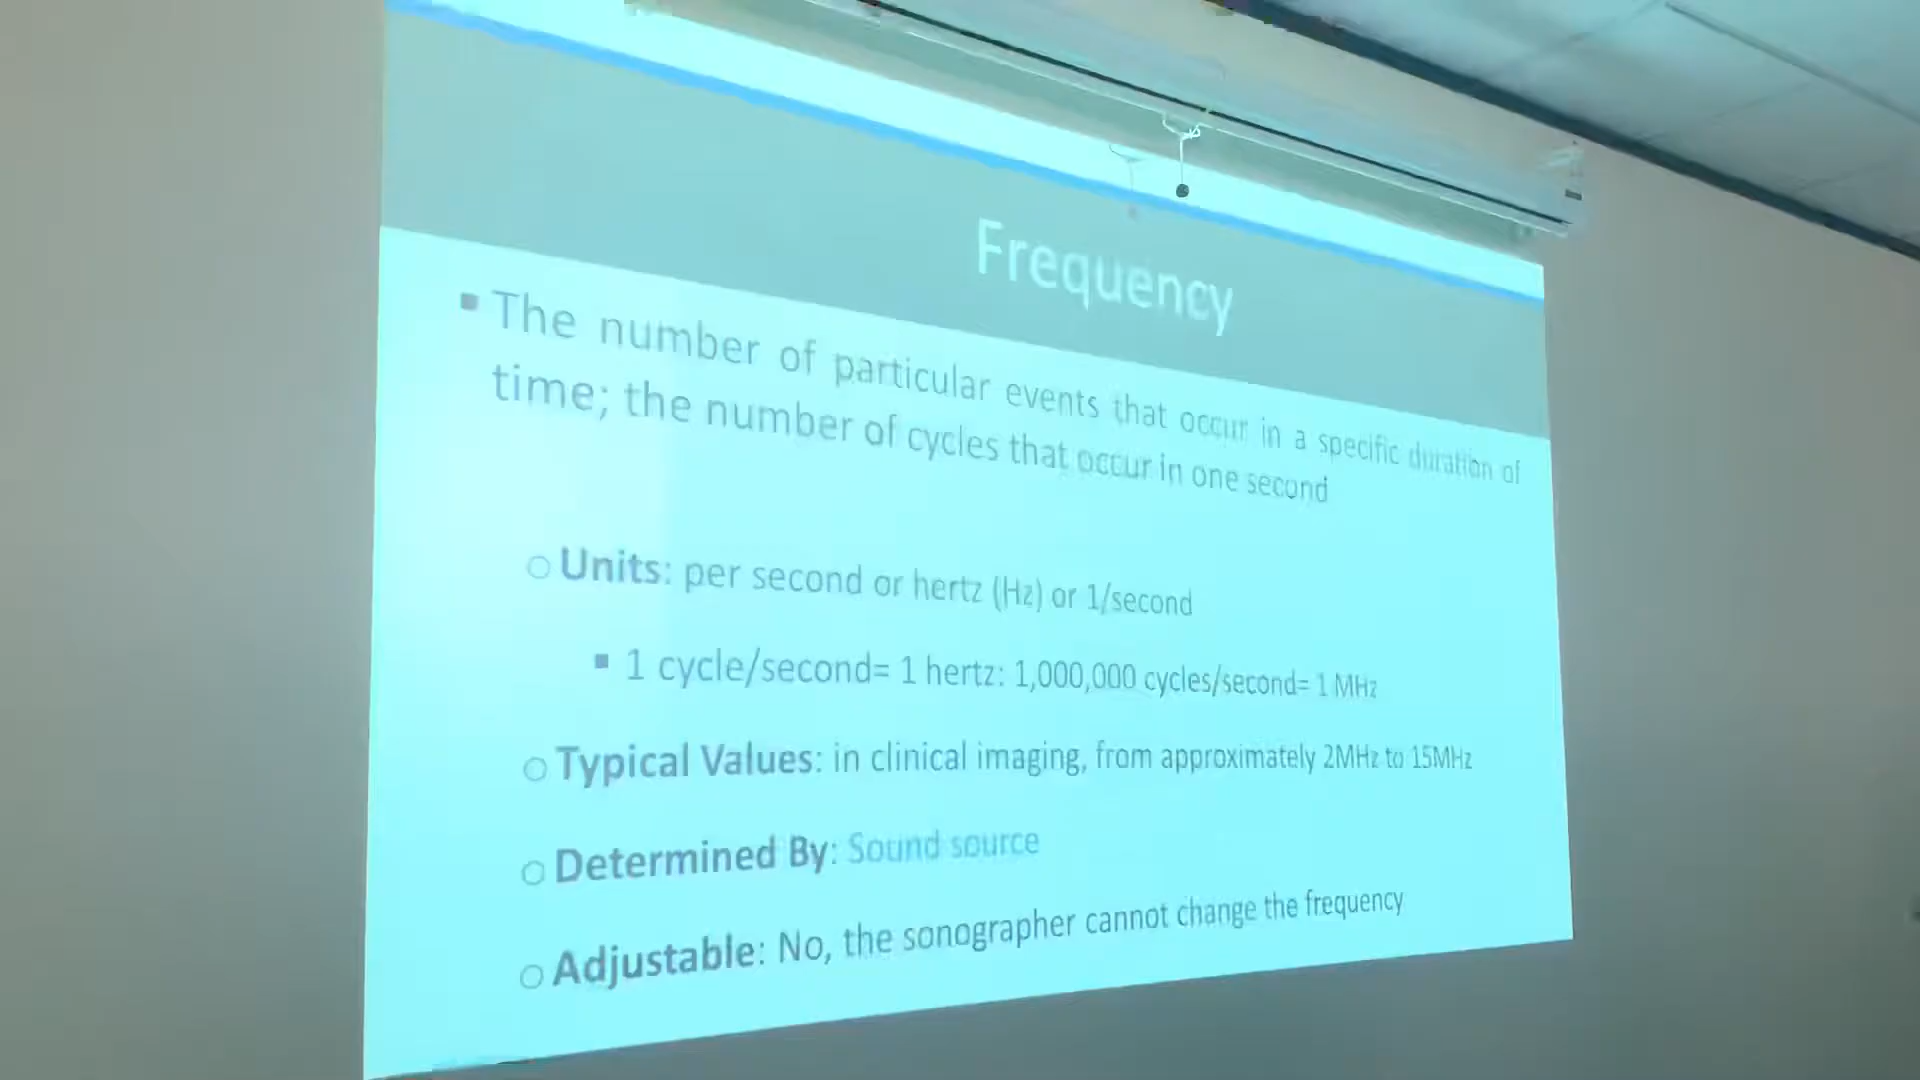 Frequency
▪ The number of particular events that occur in a specific duration of
time; the number of cycles that occur in one second
○ Units: per second or hertz (Hz) or 1/second
▪ 1 cycle/second= 1 hertz: 1,000,000 cycles/second= 1 MHz
○ Typical Values: in clinical imaging, from approximately 2MHz to 15MHz
○ Determined By: Sound source
○ Adjustable: No, the sonographer cannot change the frequency